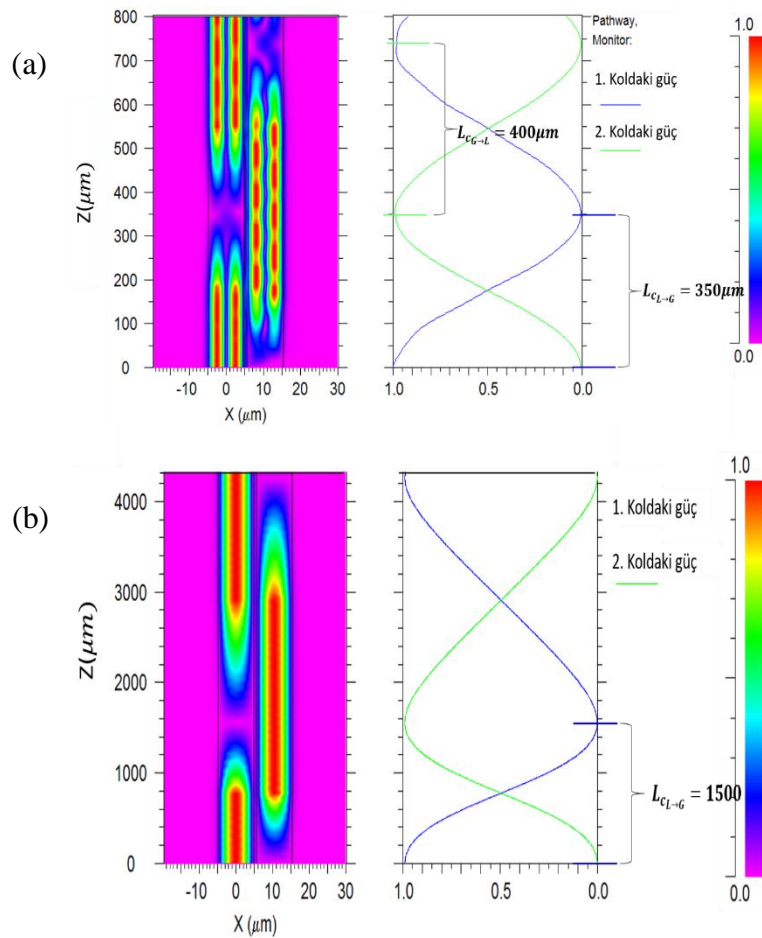 (a)
Z(μm)
800
700
600
500
400
300
200
100
0
-10 0 10 20 30
X (μm)
L_{c_{G→L}} = 400μm
1.0 0.5 0.0
Pathway,
Monitor:
1. Koldaki güç
2. Koldaki güç
L_{c_{L→G}} = 350μm
1.0
0.0
(b)
Z(μm)
4000
3000
2000
1000
0
-10 0 10 20 30
X (μm)
1.0 0.5 0.0
1. Koldaki güç
2. Koldaki güç
L_{c_{L→G}} = 1500
1.0
0.0